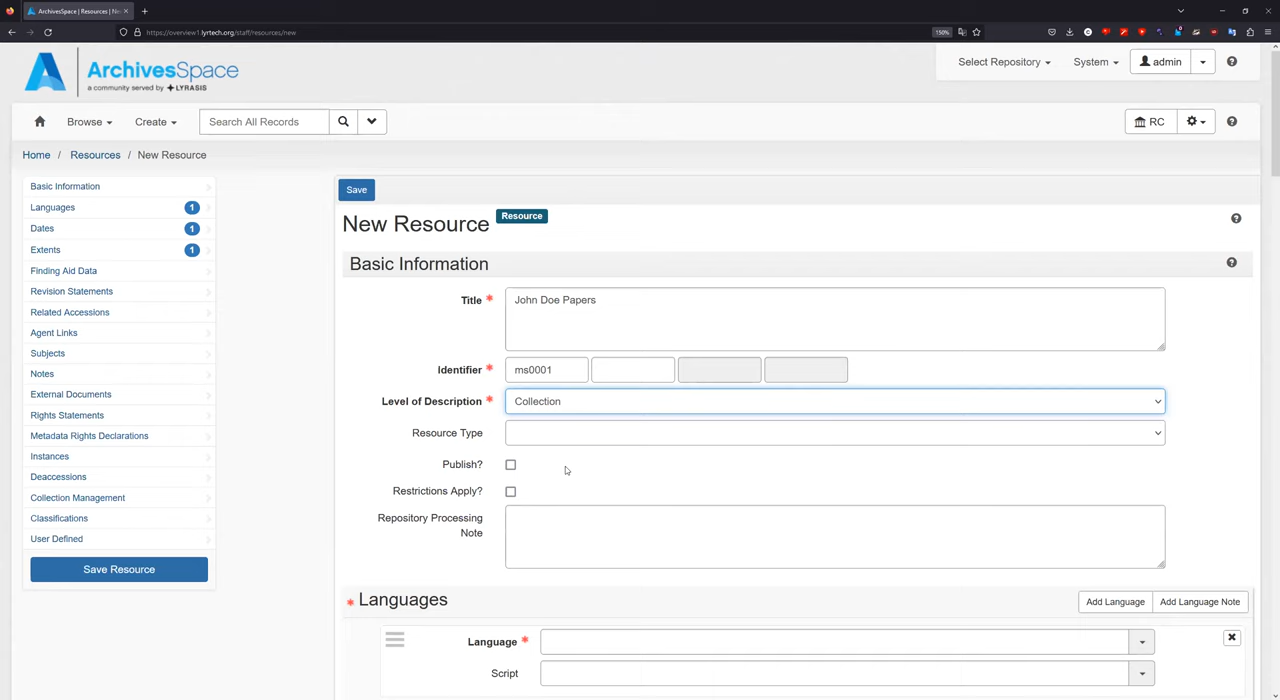 ArchivesSpace | Resources | Ne
https://overview1.lyrtech.org/staff/resources/new
150%
ArchivesSpace
a community served by LYRASIS
Select Repository
System
admin
Browse
Create
Search All Records
RC
Home / Resources / New Resource
Basic Information
Languages 1
Dates 1
Extents 1
Finding Aid Data
Revision Statements
Related Accessions
Agent Links
Subjects
Notes
External Documents
Rights Statements
Metadata Rights Declarations
Instances
Deaccessions
Collection Management
Classifications
User Defined
Save Resource
Save
New Resource Resource
Basic Information
Title * John Doe Papers
Identifier * ms0001
Level of Description * Collection
Resource Type
Publish?
Restrictions Apply?
Repository Processing
Note
* Languages
Add Language
Add Language Note
Language *
Script